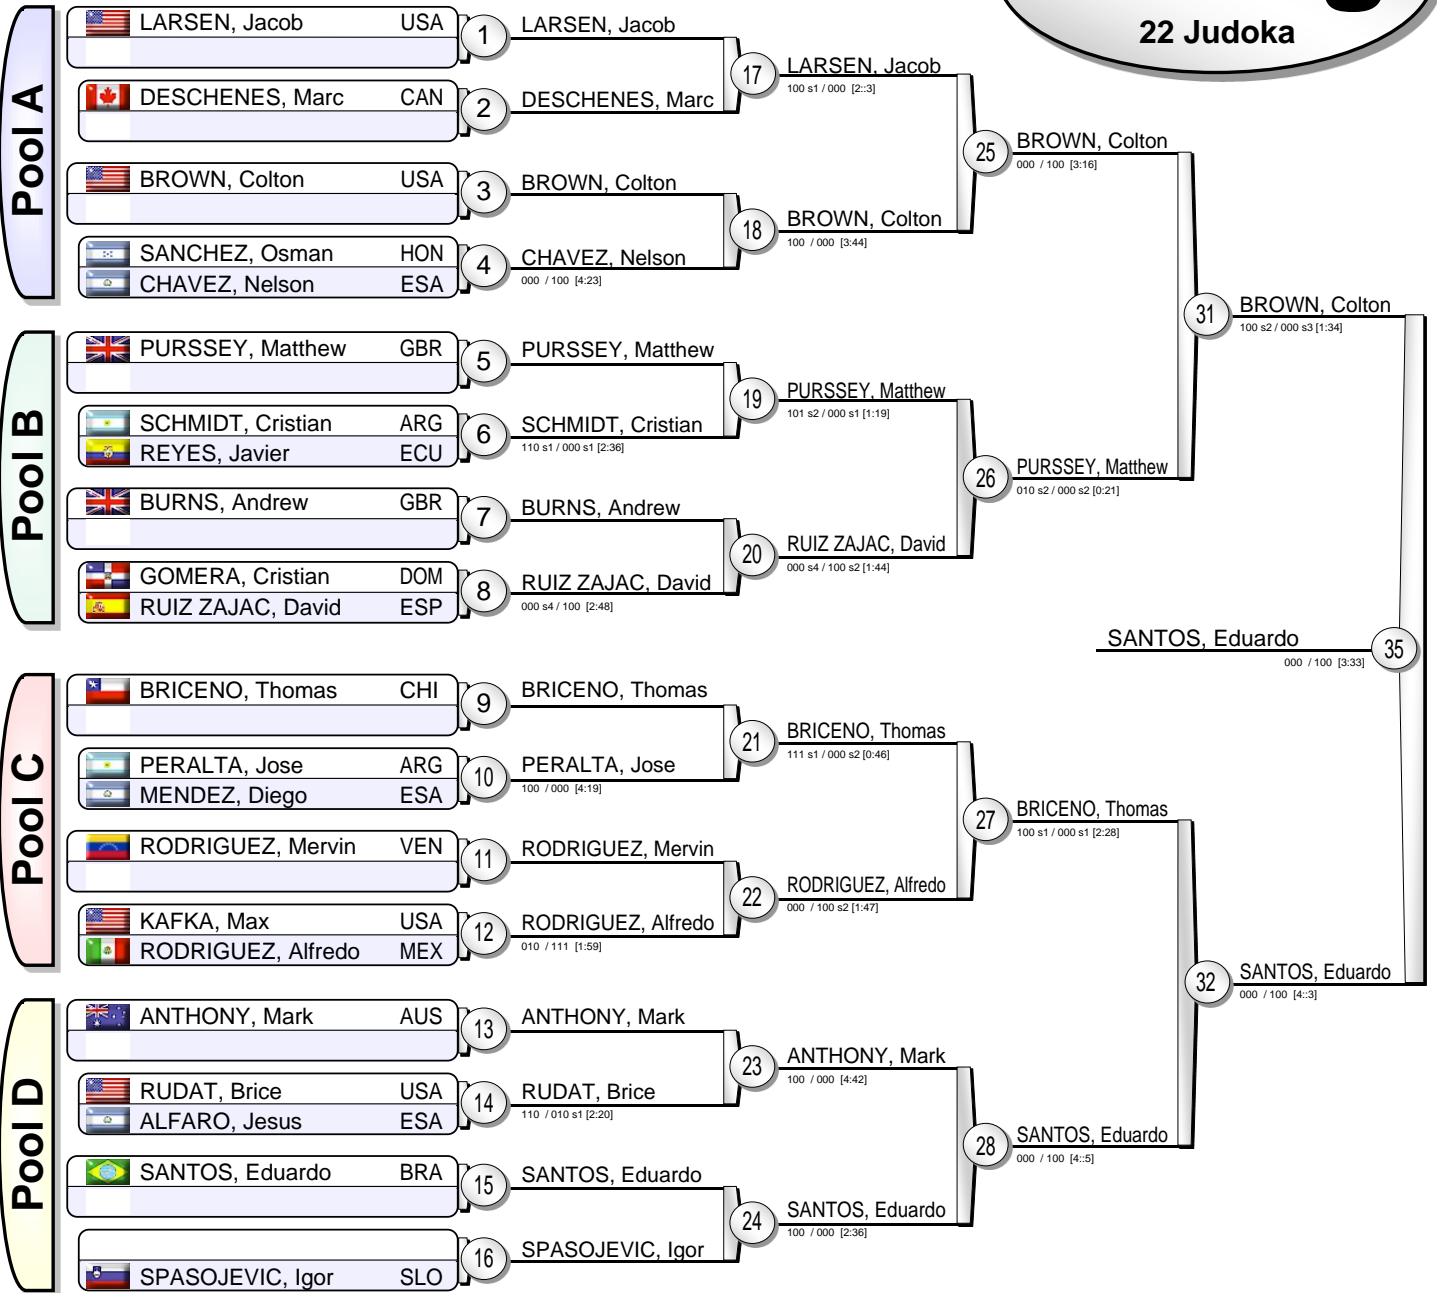 22 Judoka
Pool A
LARSEN, Jacob USA
1
LARSEN, Jacob
DESCHENES, Marc CAN
2
DESCHENES, Marc
17
LARSEN, Jacob
100 s1 / 000 [2::3]
BROWN, Colton USA
3
BROWN, Colton
SANCHEZ, Osman HON
CHAVEZ, Nelson ESA
4
CHAVEZ, Nelson
000 / 100 [4:23]
18
BROWN, Colton
100 / 000 [3:44]
25
BROWN, Colton
000 / 100 [3:16]
Pool B
PURSSEY, Matthew GBR
5
PURSSEY, Matthew
SCHMIDT, Cristian ARG
REYES, Javier ECU
6
SCHMIDT, Cristian
110 s1 / 000 s1 [2:36]
19
PURSSEY, Matthew
101 s2 / 000 s1 [1:19]
BURNS, Andrew GBR
7
BURNS, Andrew
GOMERA, Cristian DOM
RUIZ ZAJAC, David ESP
8
RUIZ ZAJAC, David
000 s4 / 100 [2:48]
20
RUIZ ZAJAC, David
000 s4 / 100 s2 [1:44]
26
PURSSEY, Matthew
010 s2 / 000 s2 [0:21]
31
BROWN, Colton
100 s2 / 000 s3 [1:34]
Pool C
BRICENO, Thomas CHI
9
BRICENO, Thomas
PERALTA, Jose ARG
MENDEZ, Diego ESA
10
PERALTA, Jose
100 / 000 [4:19]
21
BRICENO, Thomas
111 s1 / 000 s2 [0:46]
RODRIGUEZ, Mervin VEN
11
RODRIGUEZ, Mervin
KAFKA, Max USA
RODRIGUEZ, Alfredo MEX
12
RODRIGUEZ, Alfredo
010 / 111 [1:59]
22
RODRIGUEZ, Alfredo
000 / 100 s2 [1:47]
27
BRICENO, Thomas
100 s1 / 000 s1 [2:28]
Pool D
ANTHONY, Mark AUS
13
ANTHONY, Mark
RUDAT, Brice USA
ALFARO, Jesus ESA
14
RUDAT, Brice
110 / 010 s1 [2:20]
23
ANTHONY, Mark
100 / 000 [4:42]
SANTOS, Eduardo BRA
15
SANTOS, Eduardo
SPASOJEVIC, Igor SLO
16
SPASOJEVIC, Igor
24
SANTOS, Eduardo
100 / 000 [2:36]
28
SANTOS, Eduardo
000 / 100 [4::5]
32
SANTOS, Eduardo
000 / 100 [4::3]
SANTOS, Eduardo
35
000 / 100 [3:33]